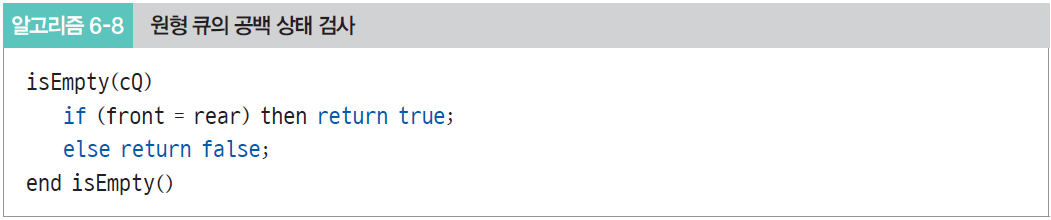 알고리즘 6-8 원형 큐의 공백 상태 검사
isEmpty(cQ)
if (front = rear) then return true;
else return false;
end isEmpty()